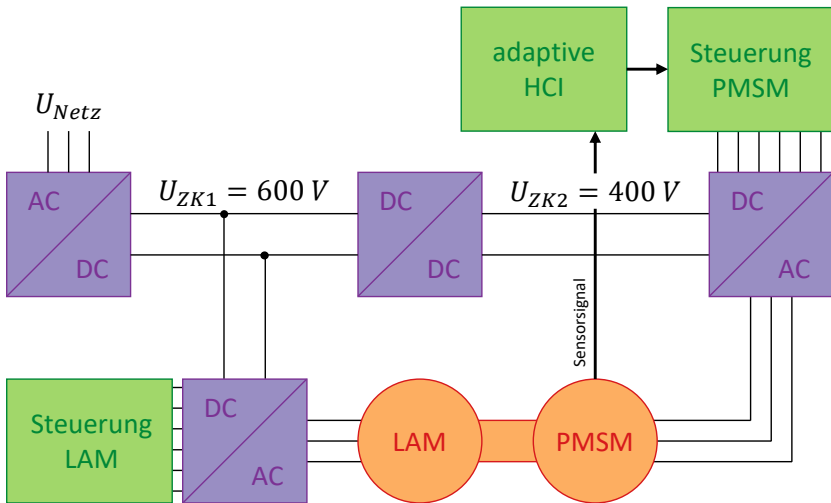 adaptive
HCI
Steuerung
PMSM
U_Netz
AC
DC
U_ZK1 = 600 V
DC
DC
U_ZK2 = 400 V
DC
AC
Sensorsignal
Steuerung
LAM
DC
AC
LAM
PMSM